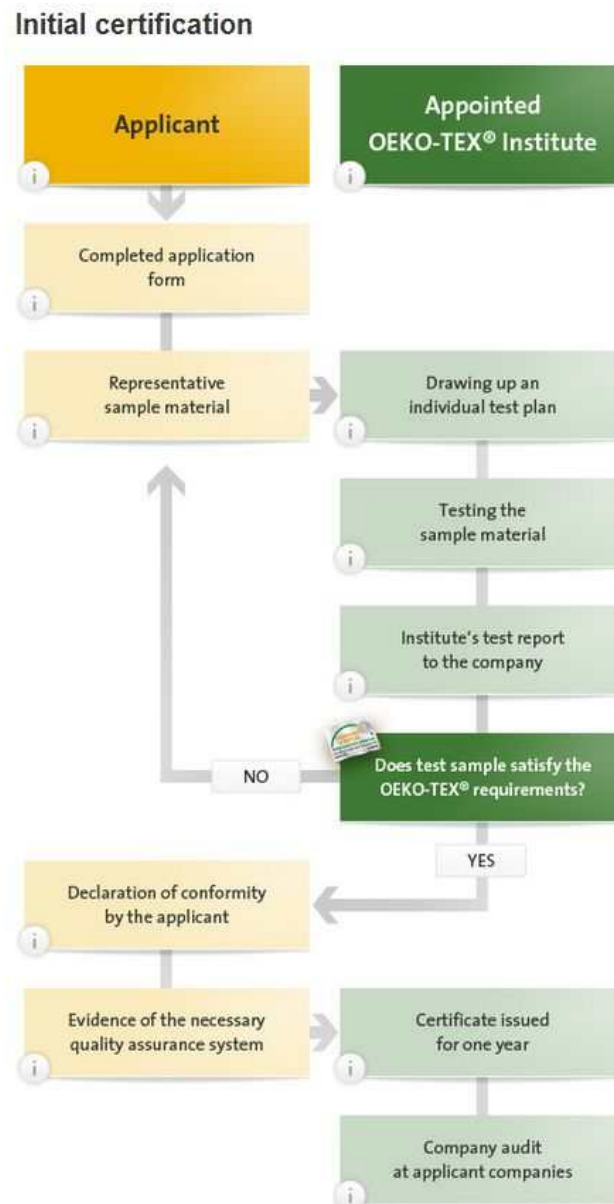 Initial certification
Applicant
Appointed
OEKO-TEX® Institute
Completed application
form
Representative
sample material
Drawing up an
individual test plan
Testing the
sample material
Institute's test report
to the company
Does test sample satisfy the
OEKO-TEX® requirements?
NO
YES
Declaration of conformity
by the applicant
Evidence of the necessary
quality assurance system
Certificate issued
for one year
Company audit
at applicant companies